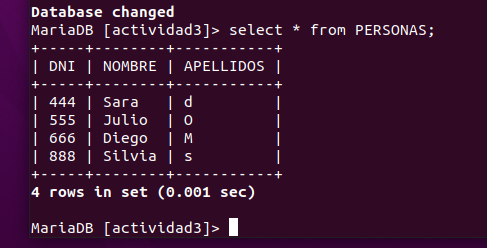 Database changed
MariaDB [actividad3]> select * from PERSONAS;
+-----+--------+-----------+
| DNI | NOMBRE | APELLIDOS |
+-----+--------+-----------+
| 444 | Sara   | d         |
| 555 | Julio  | O         |
| 666 | Diego  | M         |
| 888 | Silvia | s         |
+-----+--------+-----------+
4 rows in set (0.001 sec)

MariaDB [actividad3]>